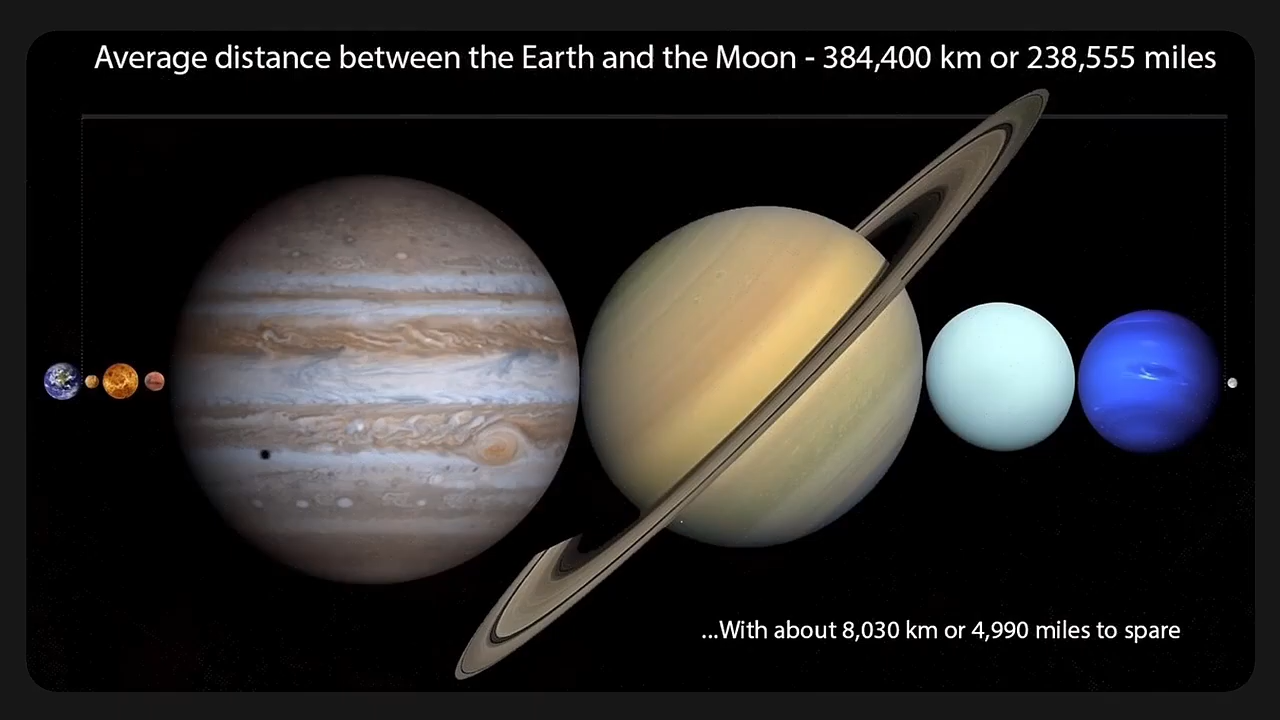 Average distance between the Earth and the Moon - 384,400 km or 238,555 miles
...With about 8,030 km or 4,990 miles to spare